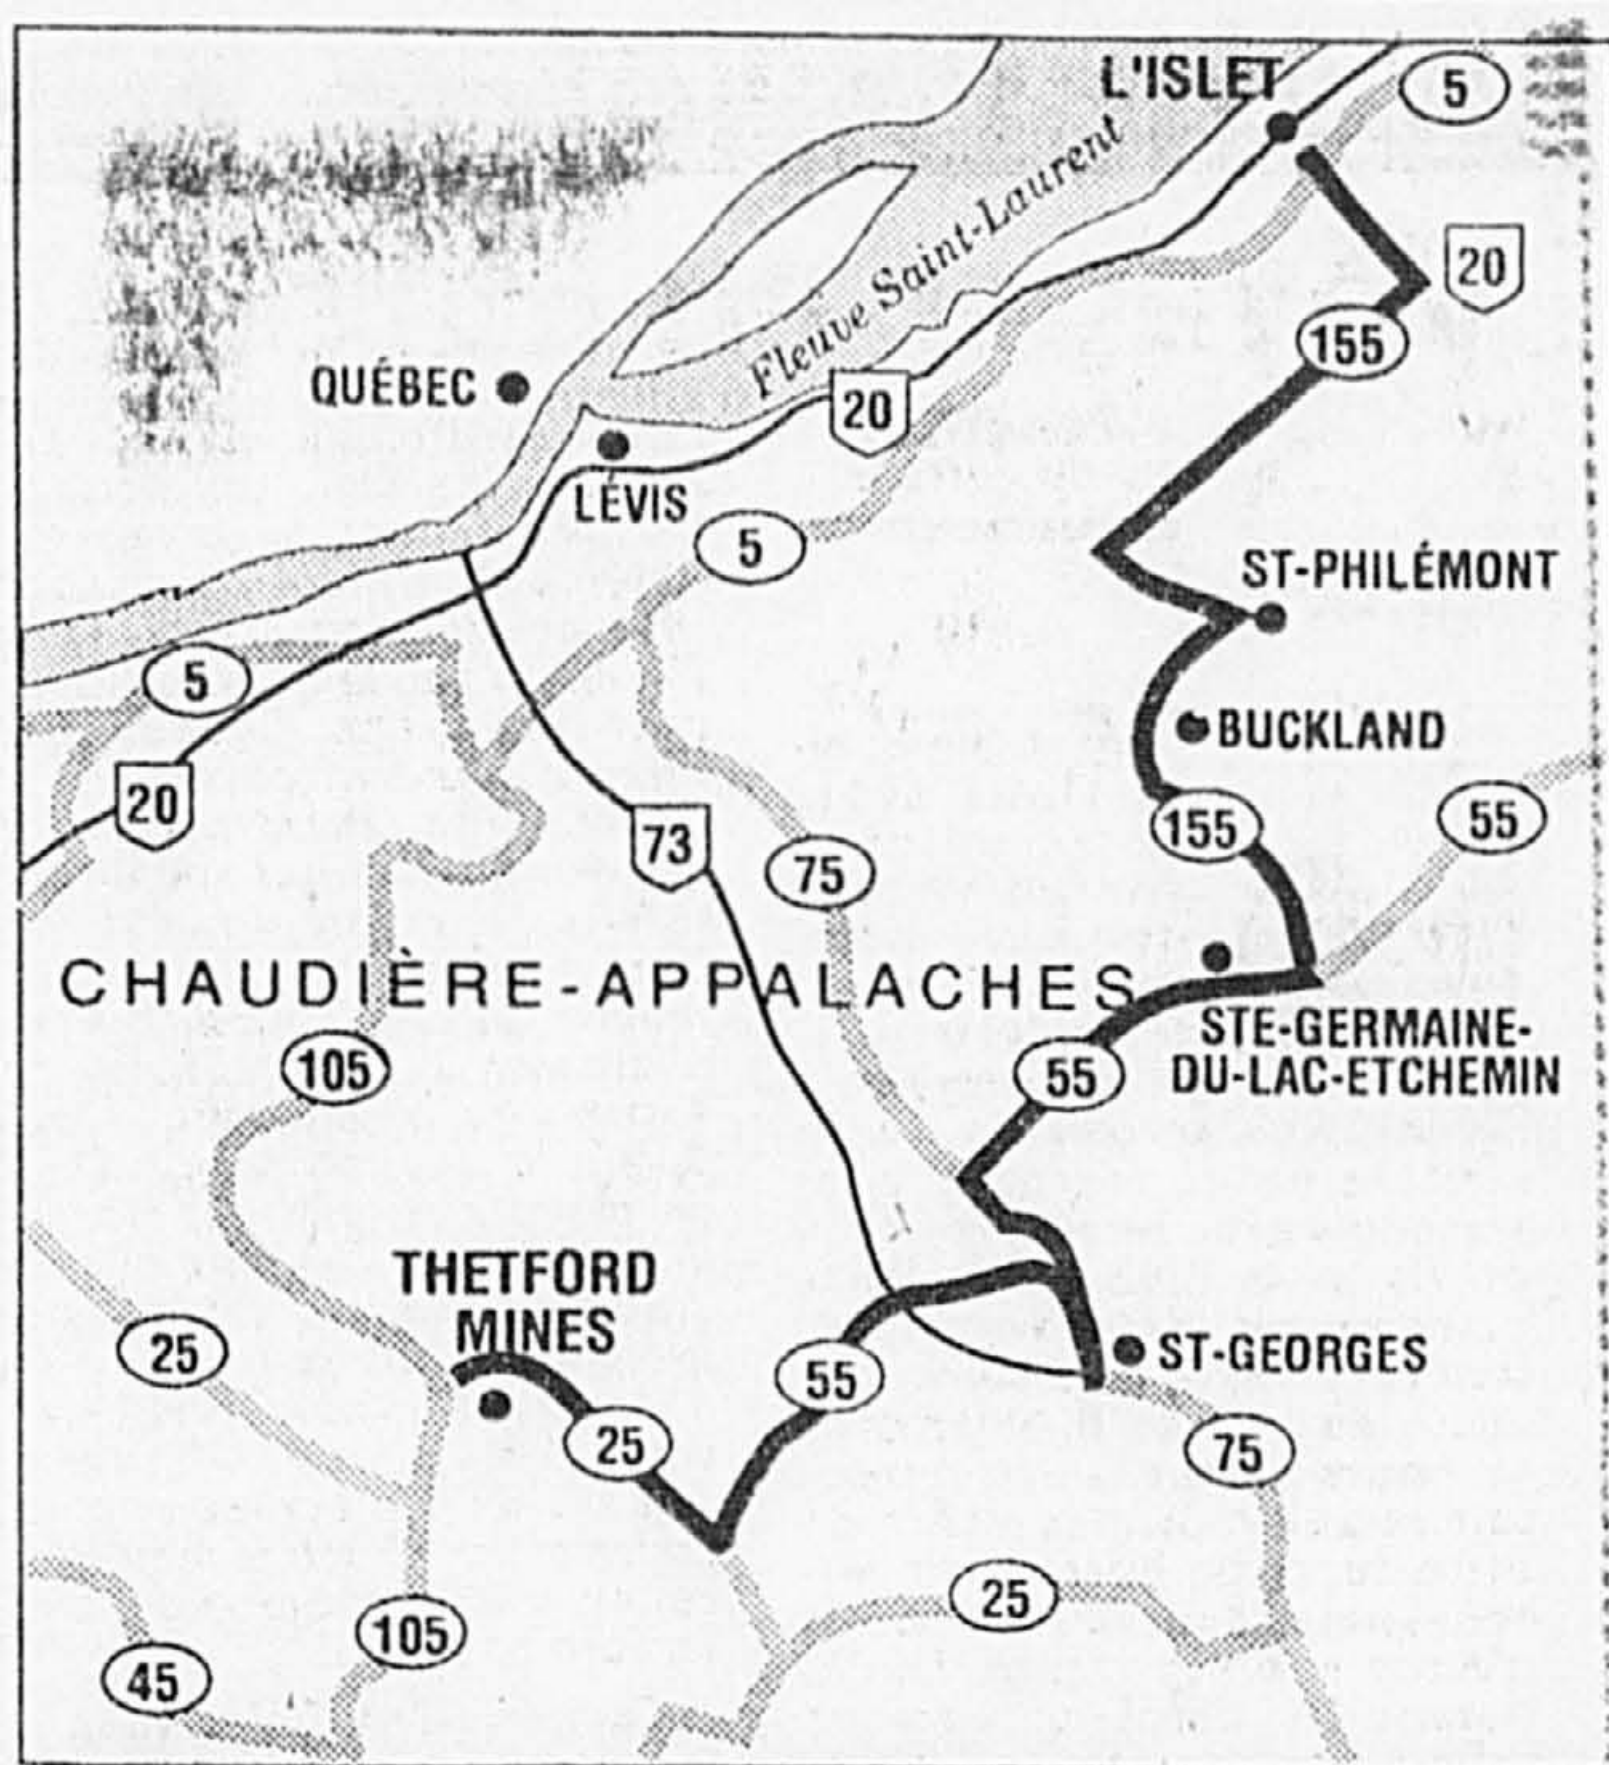 L'ISLET
5
Fleuve Saint-Laurent
20
155
QUÉBEC
20
LÉVIS
5
ST-PHILÉMONT
5
BUCKLAND
20
73
155
55
75
CHAUDIÈRE-APPALACHES
STE-GERMAINE-
DU-LAC-ETCHEMIN
105
55
THETFORD
MINES
25
55
ST-GEORGES
25
75
25
105
45